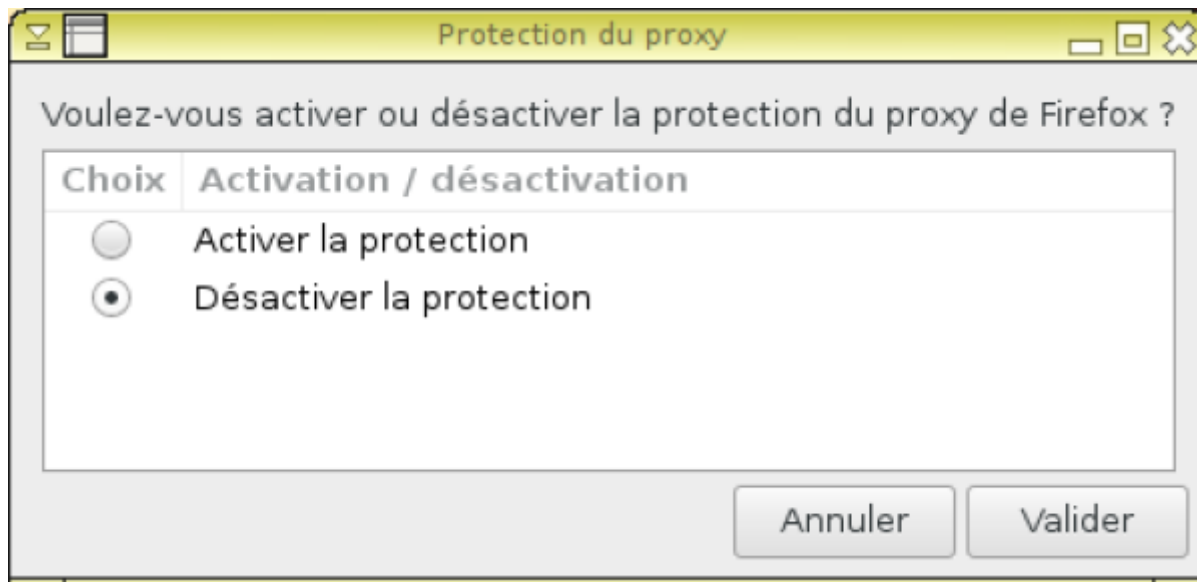 Protection du proxy
Voulez-vous activer ou désactiver la protection du proxy de Firefox ?
Choix Activation / désactivation
Activer la protection
Désactiver la protection
Annuler Valider